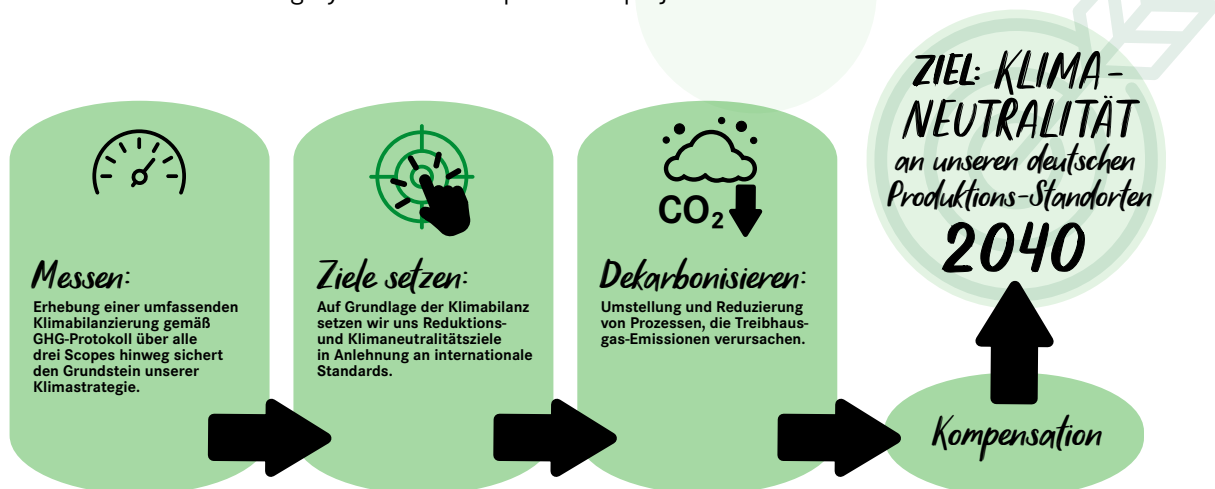 Messen:
Erhebung einer umfassenden
Klimabilanzierung gemäß
GHG-Protokoll über alle
drei Scopes hinweg sichert
den Grundstein unserer
Klimastrategie.
CO₂
Ziele setzen:
Auf Grundlage der Klimabilanz
setzen wir uns Reduktions-
und Klimaneutralitätsziele
in Anlehnung an internationale
Standards.
Dekarbonisieren:
Umstellung und Reduzierung
von Prozessen, die Treibhaus-
gas-Emissionen verursachen.
Kompensation
ZIEL: KLIMA-
NEUTRALITÄT
an unseren deutschen
Produktions-Standorten
2040